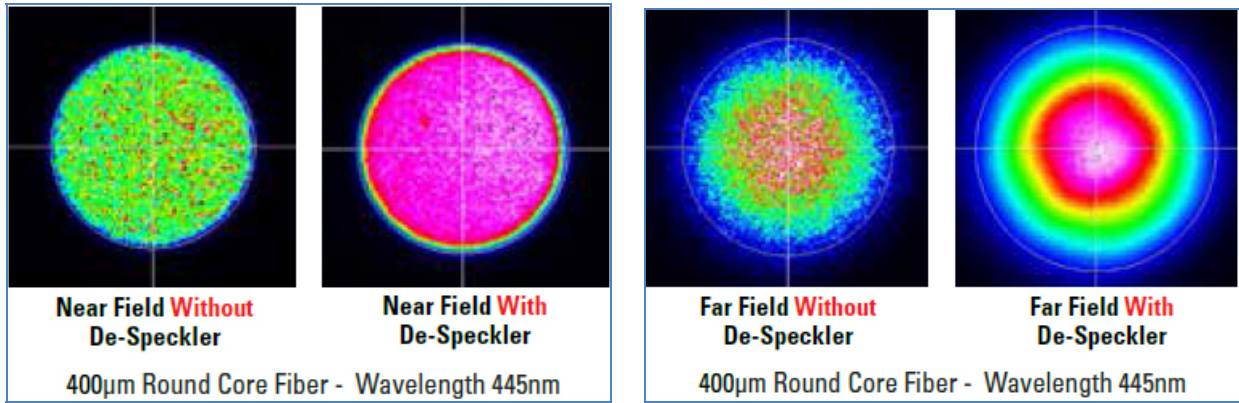 Near Field Without
De-Speckler
Near Field With
De-Speckler
400µm Round Core Fiber - Wavelength 445nm
Far Field Without
De-Speckler
Far Field With
De-Speckler
400µm Round Core Fiber - Wavelength 445nm